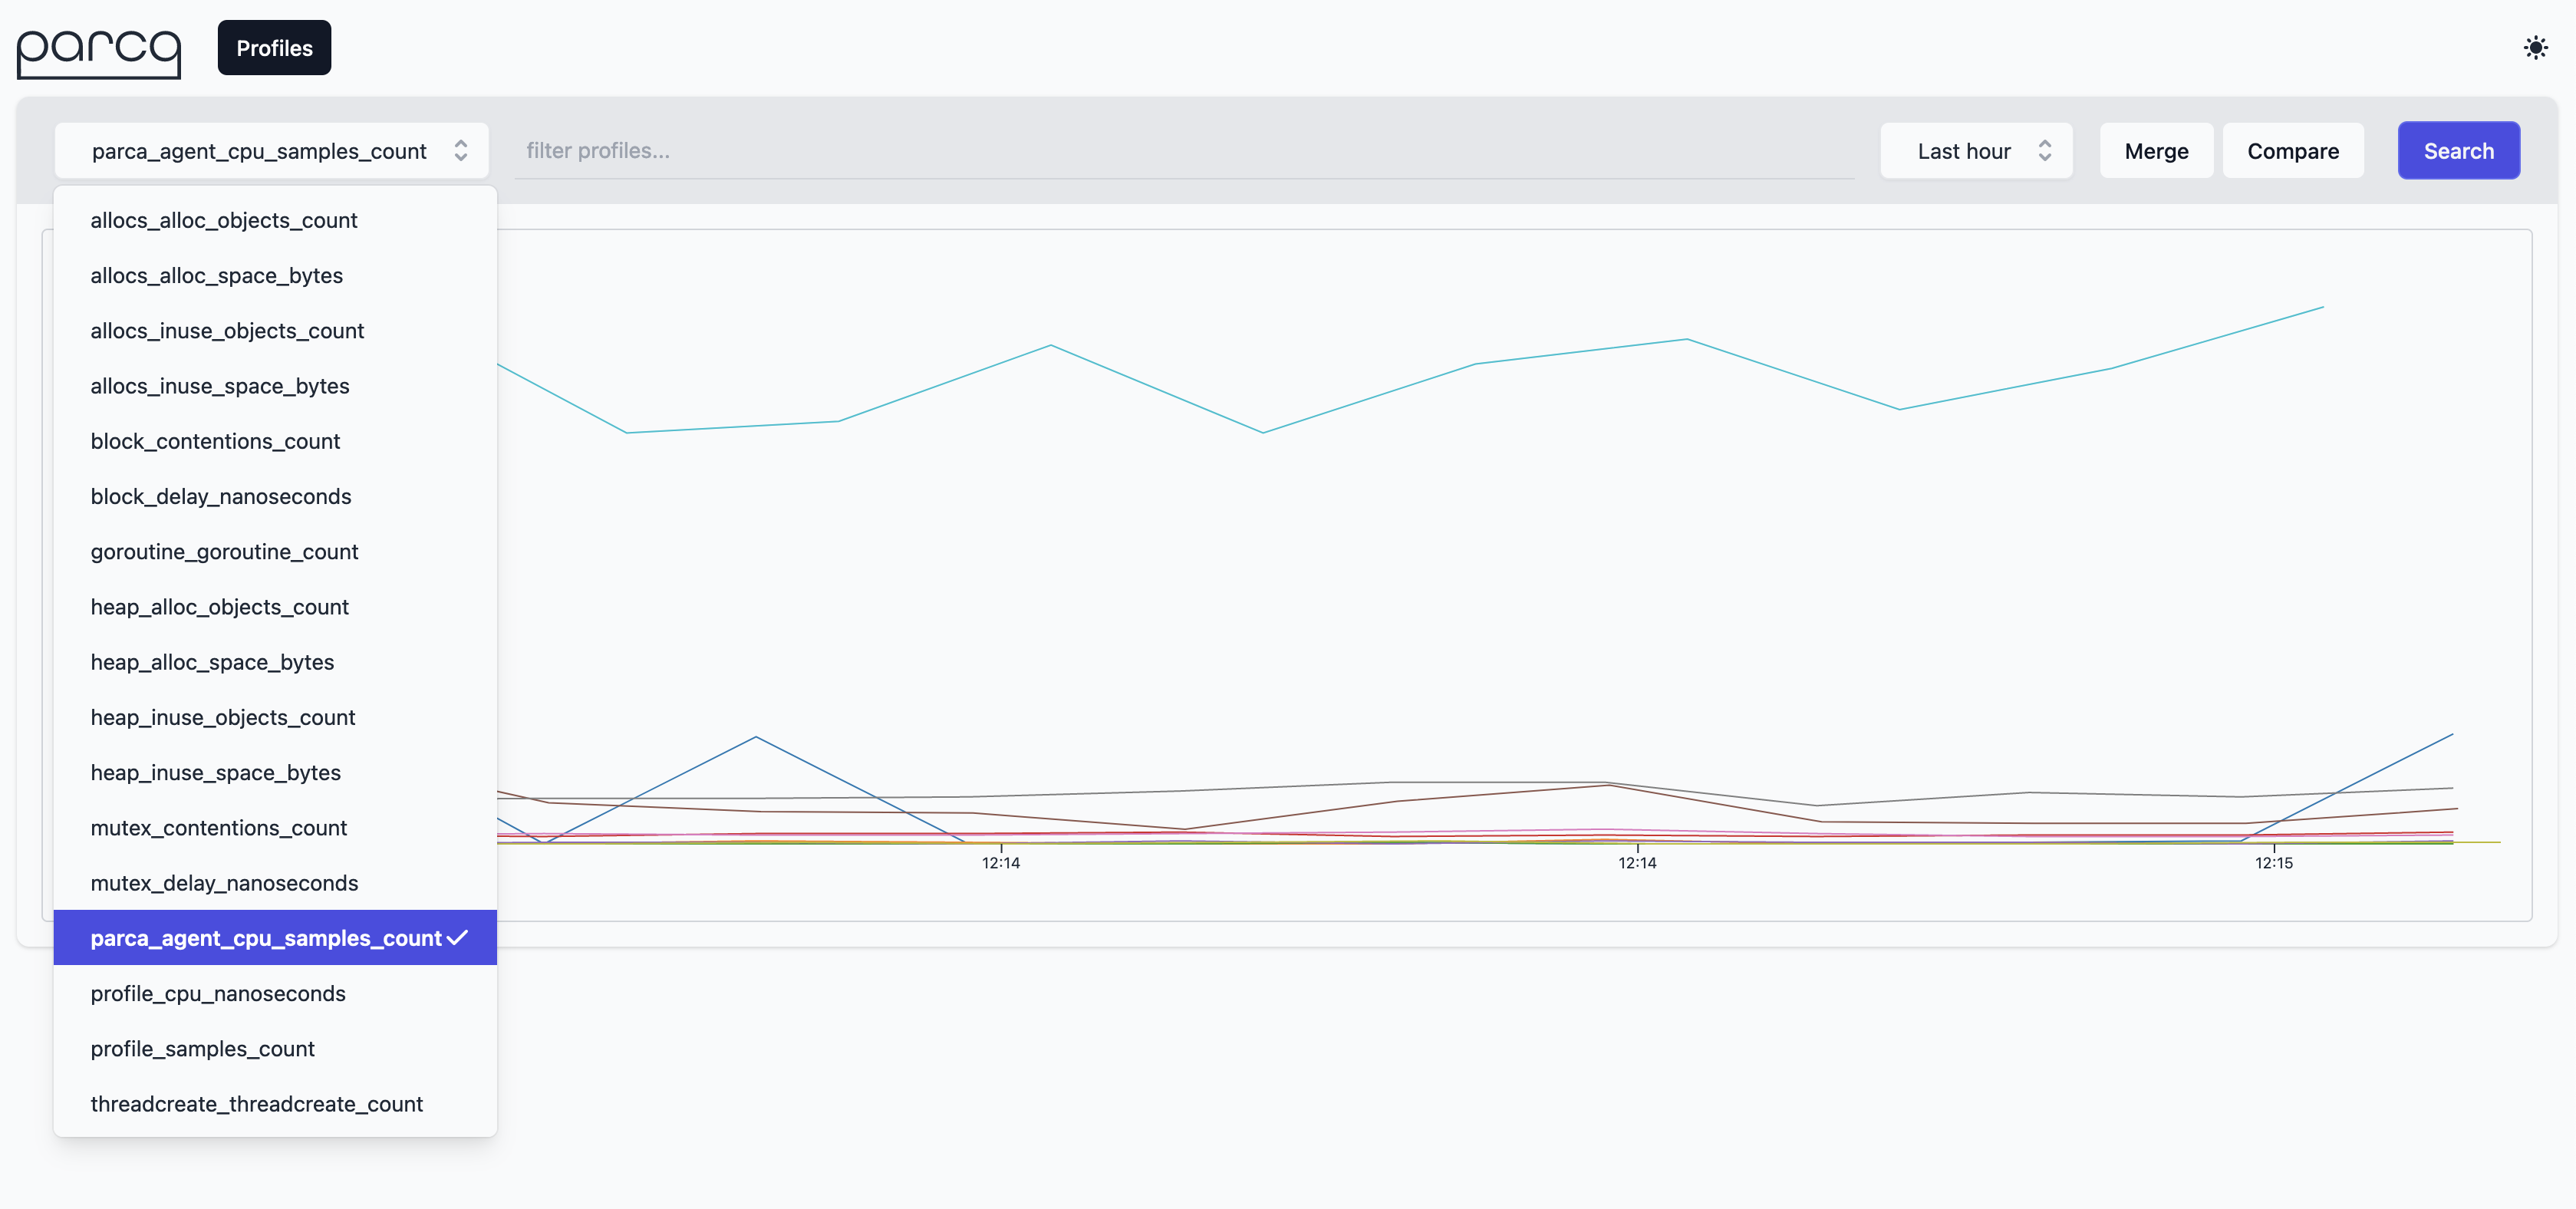 parca
Profiles
parca_agent_cpu_samples_count
filter profiles...
Last hour
Merge
Compare
Search
allocs_alloc_objects_count
allocs_alloc_space_bytes
allocs_inuse_objects_count
allocs_inuse_space_bytes
block_contentions_count
block_delay_nanoseconds
goroutine_goroutine_count
heap_alloc_objects_count
heap_alloc_space_bytes
heap_inuse_objects_count
heap_inuse_space_bytes
mutex_contentions_count
mutex_delay_nanoseconds
parca_agent_cpu_samples_count
profile_cpu_nanoseconds
profile_samples_count
threadcreate_threadcreate_count
12:14
12:14
12:15